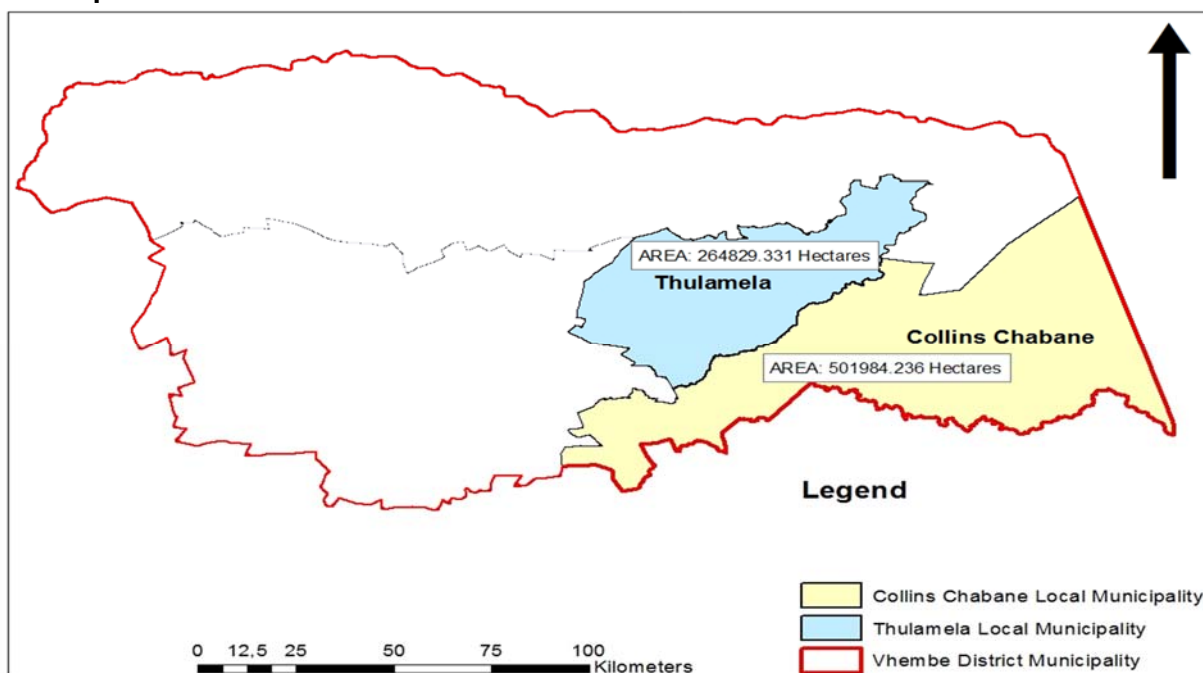 AREA: 264829.331 Hectares
Thulamela
Collins Chabane
AREA: 501984.236 Hectares
Legend
Collins Chabane Local Municipality
Thulamela Local Municipality
Vhembe District Municipality
0 12,5 25 50 75 100
Kilometers